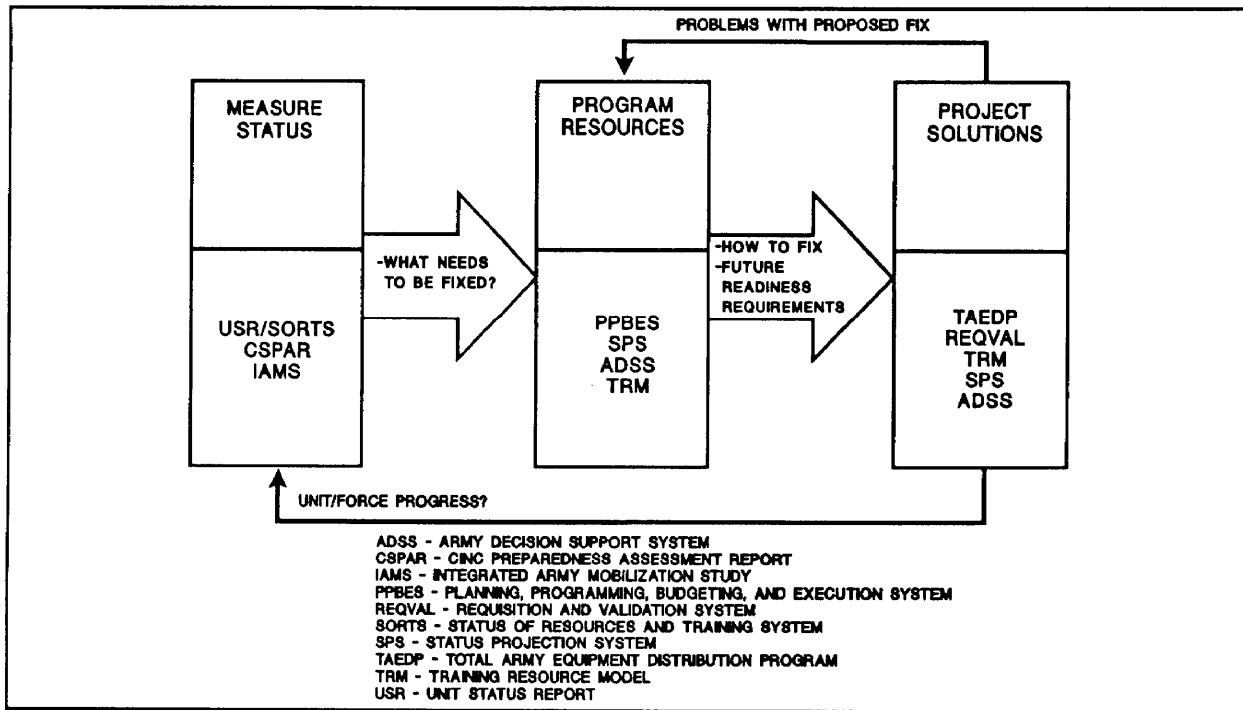 PROBLEMS WITH PROPOSED FIX
MEASURE
STATUS
PROGRAM
RESOURCES
PROJECT
SOLUTIONS
-WHAT NEEDS
TO BE FIXED?
-HOW TO FIX
-FUTURE
READINESS
REQUIREMENTS
USR/SORTS
CSPAR
IAMS
PPBES
SPS
ADSS
TRM
TAEDP
REQVAL
TRM
SPS
ADSS
UNIT/FORCE PROGRESS?
ADSS - ARMY DECISION SUPPORT SYSTEM
CSPAR - CINC PREPAREDNESS ASSESSMENT REPORT
IAMS - INTEGRATED ARMY MOBILIZATION STUDY
PPBES - PLANNING, PROGRAMMING, BUDGETING, AND EXECUTION SYSTEM
REQVAL - REQUISITION AND VALIDATION SYSTEM
SORTS - STATUS OF RESOURCES AND TRAINING SYSTEM
SPS - STATUS PROJECTION SYSTEM
TAEDP - TOTAL ARMY EQUIPMENT DISTRIBUTION PROGRAM
TRM - TRAINING RESOURCE MODEL
USR - UNIT STATUS REPORT